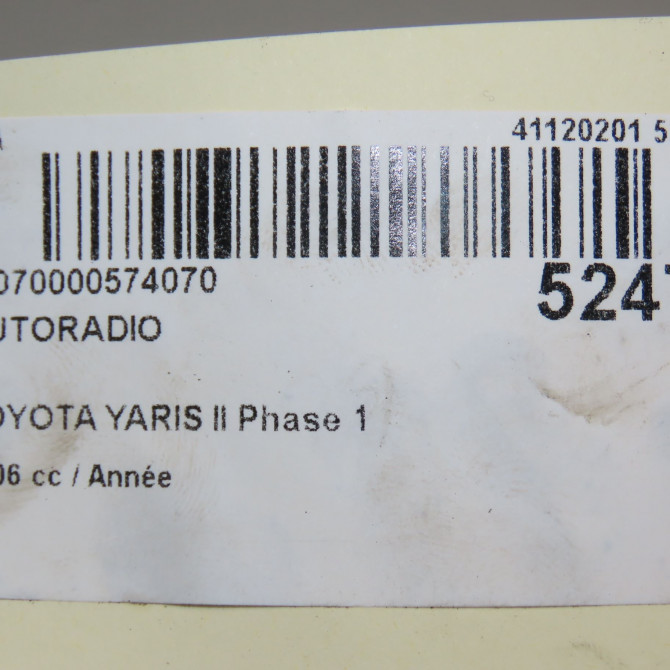 41120201 5
070000574070
524
UTORADIO
OYOTA YARIS II Phase 1
06 cc / Année